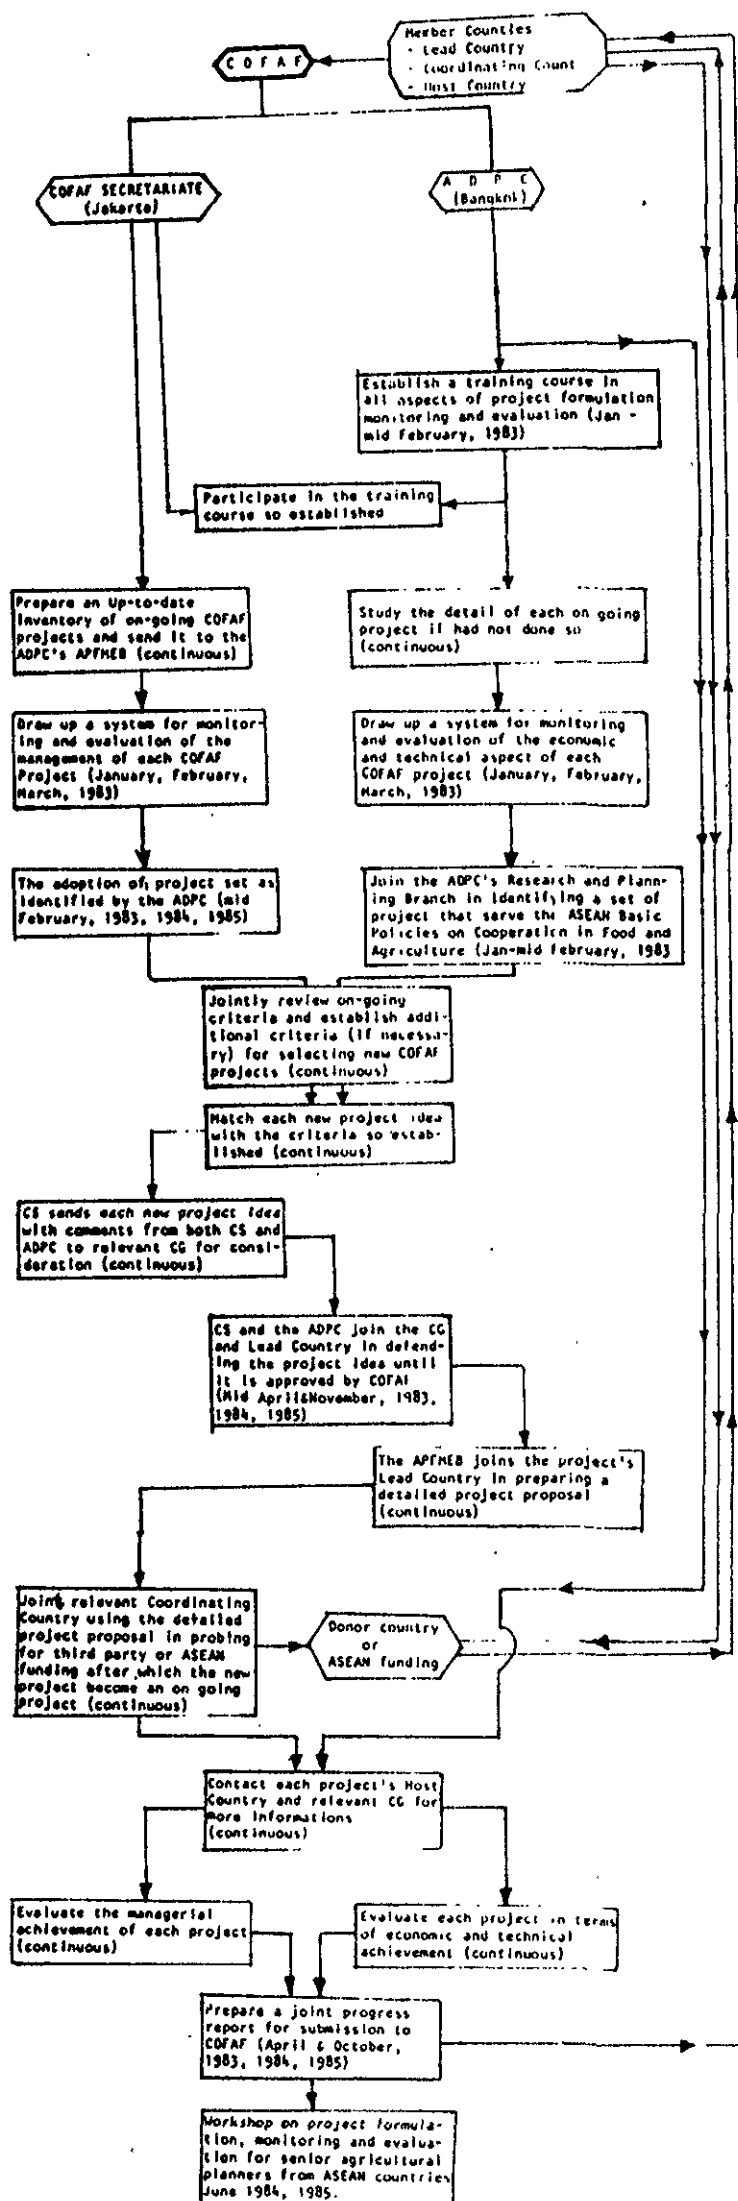 Member Counties
- Lead Country
- Coordinating Count
- Host Country
C O F A F
COFAF SECRETARIATE
(Jakarta)
A D P C
(Bangkok)
Establish a training course in
all aspects of project formulation
monitoring and evaluation (Jan -
mid February, 1983)
Participate in the training
course so established
Prepare an Up-to-date
Inventory of on-going COFAF
projects and send it to the
ADPC's APFMEB (continuous)
Study the detail of each on going
project if had not done so
(continuous)
Draw up a system for monitor-
ing and evaluation of the
management of each COFAF
Project (January, February,
March, 1983)
Draw up a system for monitoring
and evaluation of the economic
and technical aspect of each
COFAF project (January, February,
March, 1983)
The adoption of project set as
identified by the ADPC (mid
February, 1983, 1984, 1985)
Join the ADPC's Research and Plan-
ning Branch in identifying a set of
project that serve the ASEAN Basic
Policies on Cooperation in Food and
Agriculture (Jan-mid February, 1983
Jointly review on-going
criteria and establish addi-
tional criteria (if necessa-
ry) for selecting new COFAF
projects (continuous)
Match each new project idea
with the criteria so estab-
lished (continuous)
CS sends each new project idea
with comments from both CS and
ADPC to relevant CG for consi-
deration (continuous)
CS and the ADPC join the CG
and Lead Country in defend-
ing the project idea until
it is approved by COFAF
(Mid April&November, 1983,
1984, 1985)
The APFMEB joins the project's
Lead Country in preparing a
detailed project proposal
(continuous)
Joins relevant Coordinating
Country using the detailed
project proposal in probing
for third party or ASEAN
funding after which the new
project become an on going
project (continuous)
Donor country
or
ASEAN funding
Contact each project's Host
Country and relevant CG for
more informations
(continuous)
Evaluate the managerial
achievement of each project
(continuous)
Evaluate each project in terms
of economic and technical
achievement (continuous)
Prepare a joint progress
report for submission to
COFAF (April & October,
1983, 1984, 1985)
Workshop on project formula-
tion, monitoring and evalua-
tion for senior agricultural
planners from ASEAN countries
June 1984, 1985.